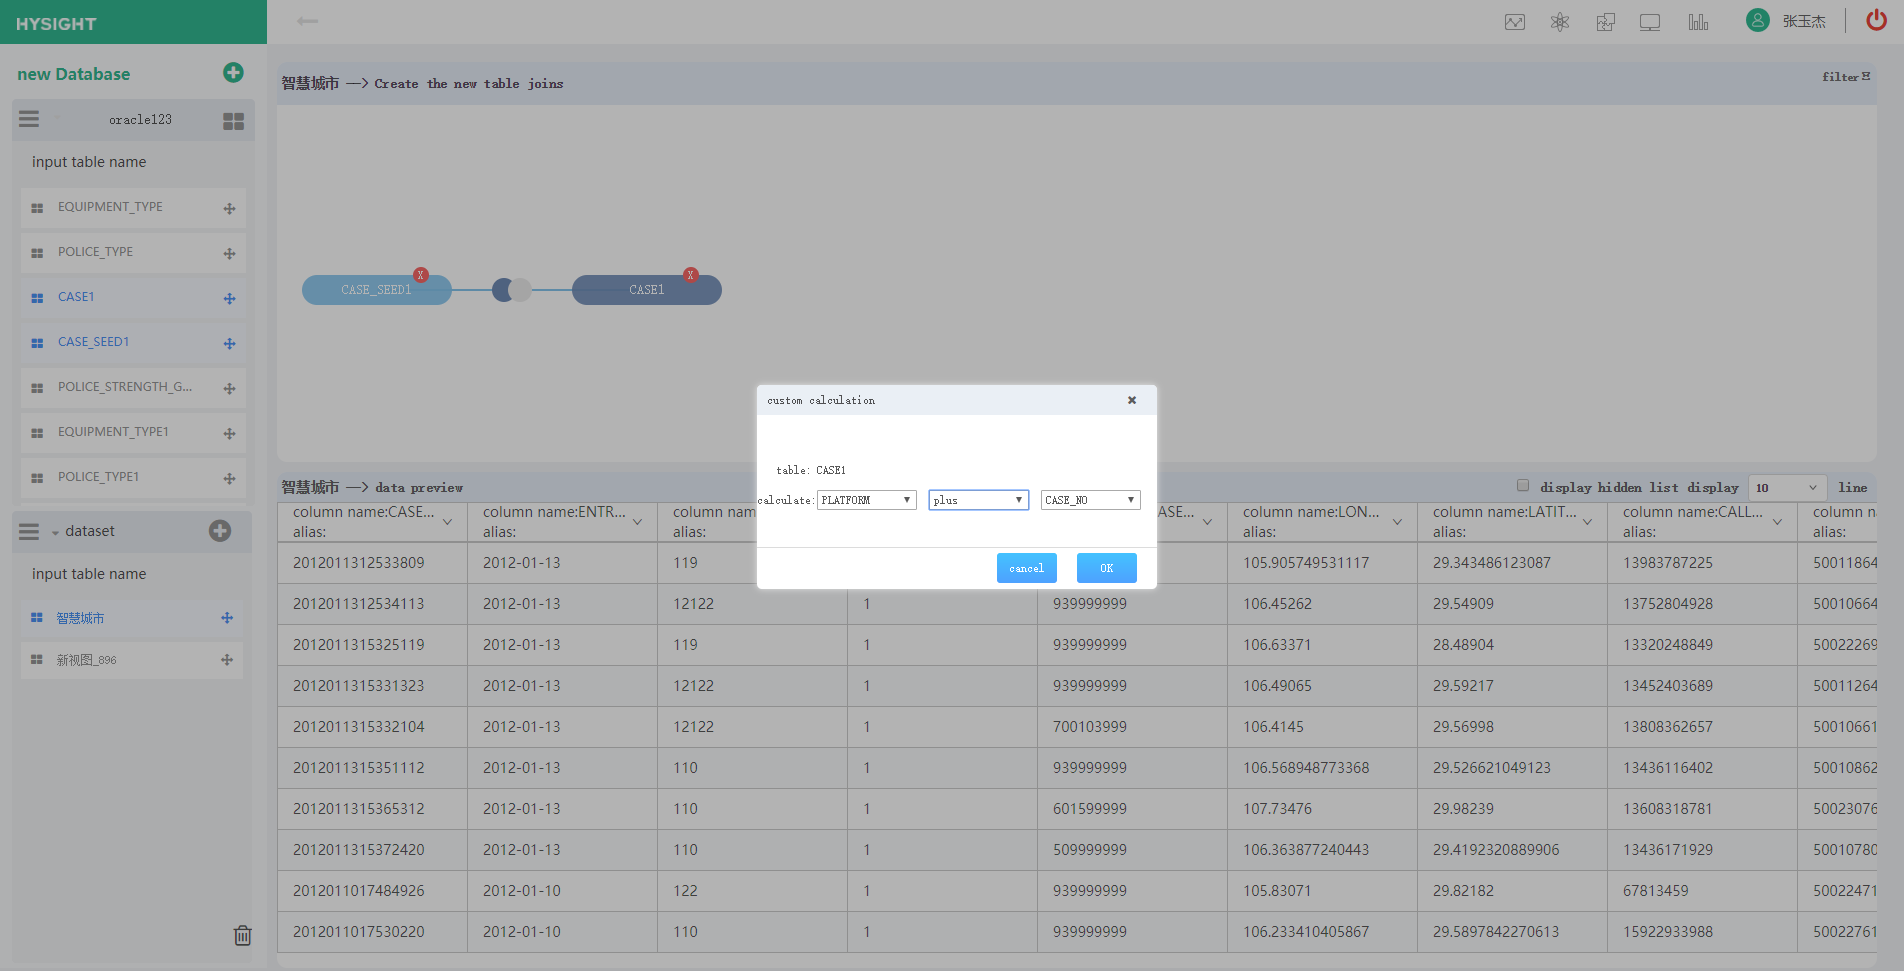 HYSIGHT
张玉杰
new Database
oracle123
input table name
EQUIPMENT_TYPE
POLICE_TYPE
CASE1
CASE_SEED1
POLICE_STRENGTH_G...
EQUIPMENT_TYPE1
POLICE_TYPE1
dataset
input table name
智慧城市
新视图_896
智慧城市 —> Create the new table joins
filter
CASE_SEED1 X
CASE1 X
custom calculation
table: CASE1
calculate: PLATFORM plus CASE_NO
cancel OK
智慧城市 —> data preview
display hidden list display 10 line
column name:CASE... column name:ENTR... column nam ASE... column name:LON... column name:LATIT... column name:CALL... column n
alias: alias: alias: alias: alias: alias: alias:
2012011312533809 2012-01-13 119 105.905749531117 29.343486123087 13983787225 50011864
2012011312534113 2012-01-13 12122 1 939999999 106.45262 29.54909 13752804928 50010664
2012011315325119 2012-01-13 119 1 939999999 106.63371 28.48904 13320248849 50022269
2012011315331323 2012-01-13 12122 1 939999999 106.49065 29.59217 13452403689 50011264
2012011315332104 2012-01-13 12122 1 700103999 106.4145 29.56998 13808362657 50010661
2012011315351112 2012-01-13 110 1 939999999 106.568948773368 29.526621049123 13436116402 50010862
2012011315365312 2012-01-13 110 1 601599999 107.73476 29.98239 13608318781 50023076
2012011315372420 2012-01-13 110 1 509999999 106.363877240443 29.4192320889906 13436171929 50010780
2012011017484926 2012-01-10 122 1 939999999 105.83071 29.82182 67813459 50022471
2012011017530220 2012-01-10 110 1 939999999 106.233410405867 29.5897842270613 15922933988 50022761